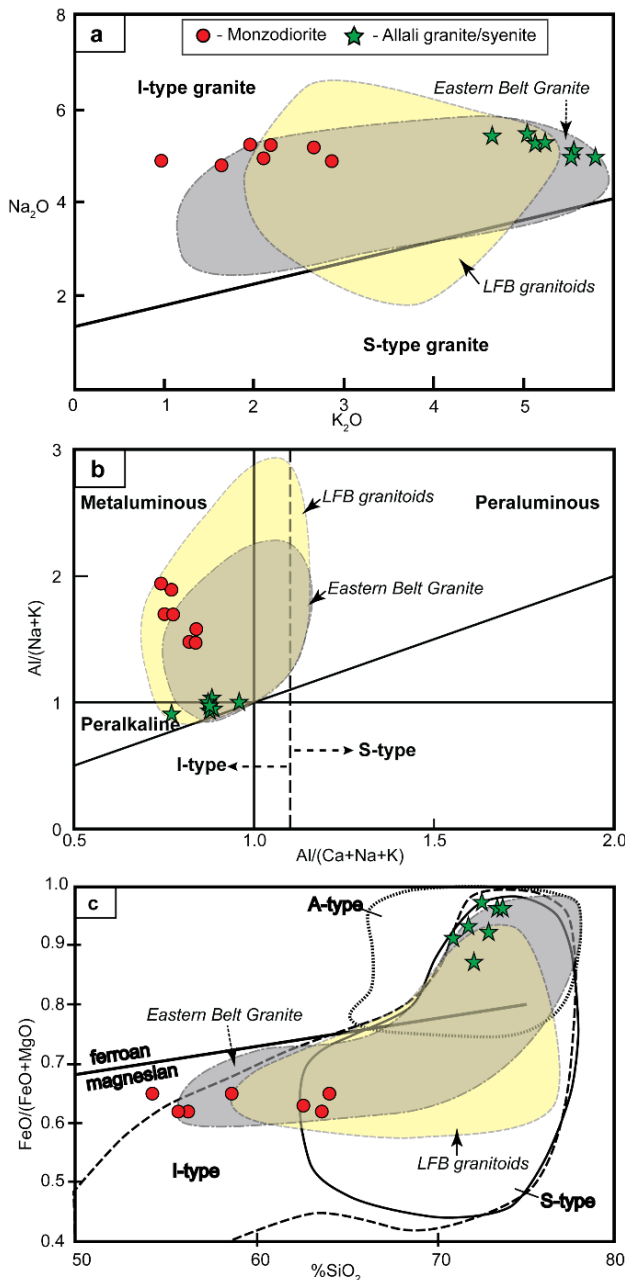 a
- Monzodiorite - Allali granite/syenite
8
6
4
2
0
Na2O
I-type granite
Eastern Belt Granite
LFB granitoids
S-type granite
0 1 2 3 4 5
K2O
b
3
2
1
0
Al/(Na+K)
Metaluminous
LFB granitoids
Peraluminous
Eastern Belt Granite
Peralkaline
I-type
S-type
0.5 1.0 1.5 2.0
Al/(Ca+Na+K)
c
1.0
0.9
0.8
0.7
0.6
0.5
0.4
FeO/(FeO+MgO)
A-type
Eastern Belt Granite
ferroan
magnesian
I-type
LFB granitoids
S-type
50 60 70 80
%SiO2